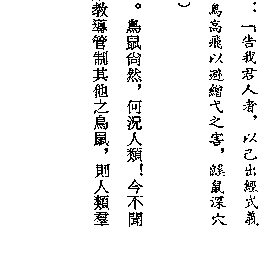 ：「告我君人者，以己出經式義
鳥高飛以避矰弋之害，鼷鼠深穴
）
。鳥鼠尚然，何況人類！今不聞
教導管制其他之鳥鼠，則人類羣